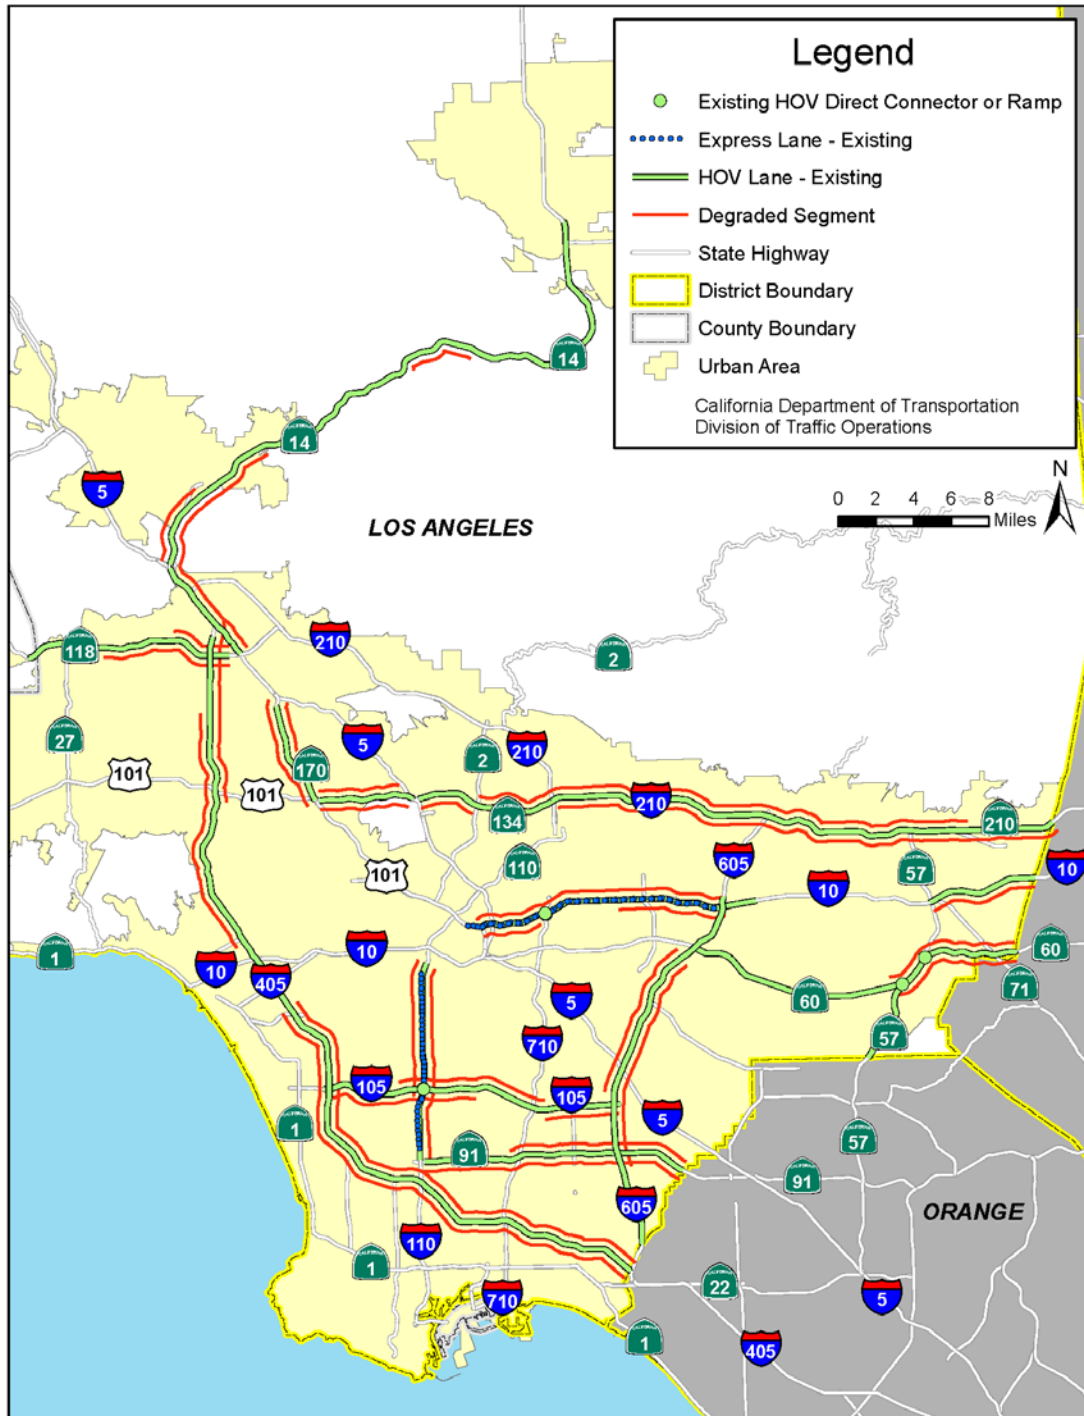 Legend
Existing HOV Direct Connector or Ramp
Express Lane - Existing
HOV Lane - Existing
Degraded Segment
State Highway
District Boundary
County Boundary
Urban Area
California Department of Transportation
Division of Traffic Operations
14
14
N
0 2 4 6 8
Miles
5
LOS ANGELES
210
118
2
27
5
2
210
101
170
101
210
134
210
605
110
101
57
10
10
1
10
10
60
405
60
71
5
57
710
105
105
5
1
91
57
91
605
ORANGE
110
1
22
710
5
1
405